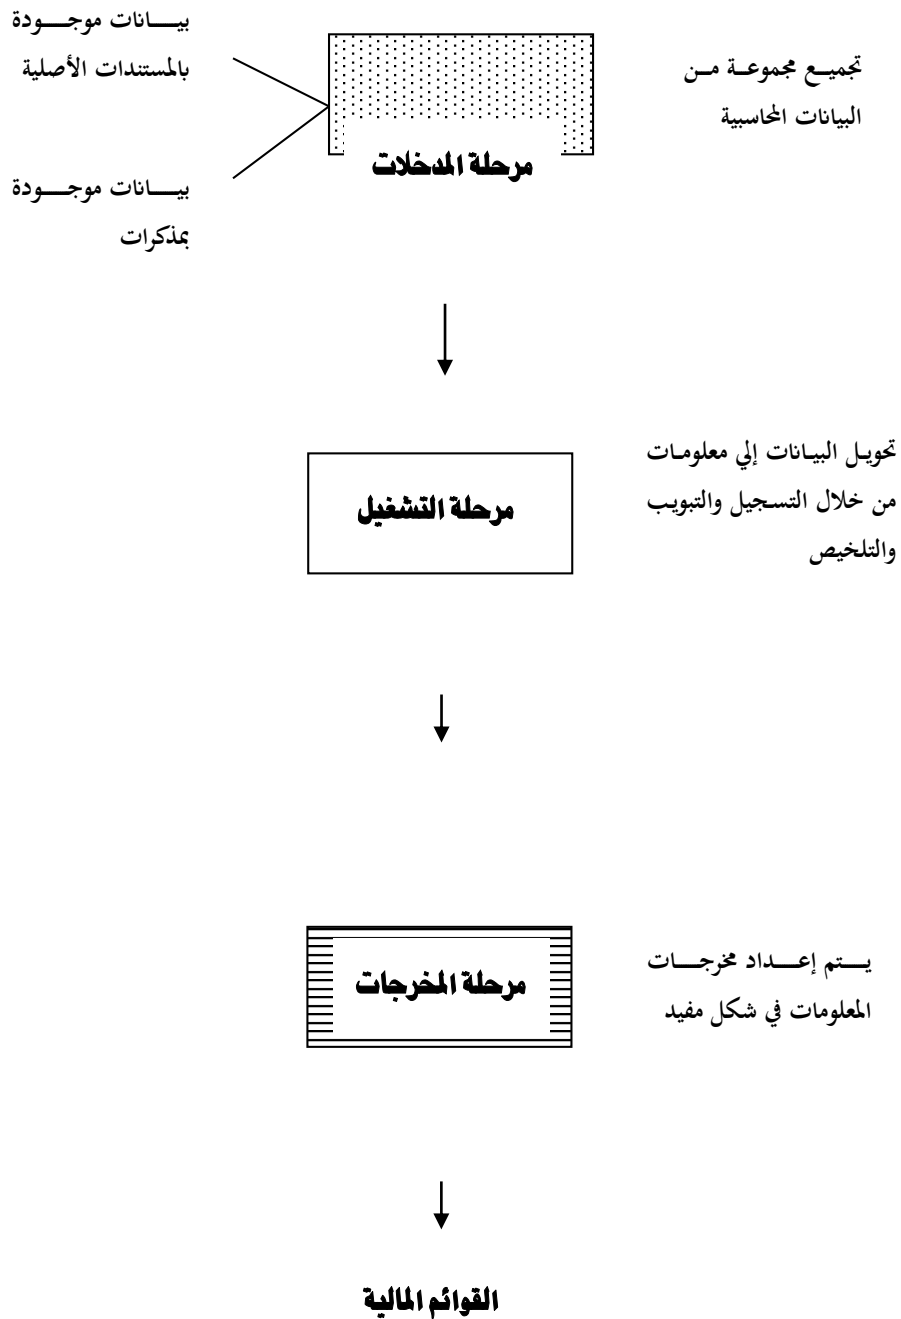 تجميع مجموعة من
البيانات المحاسبية
مرحلة المدخلات
بيانات موجودة
بالمستندات الأصلية
بيانات موجودة
بمذكرات
تحويل البيانات إلي معلومات
من خلال التسجيل والتبويب
والتلخيص
مرحلة التشغيل
يتم إعداد مخرجات
المعلومات في شكل مفيد
مرحلة المخرجات
القوائم المالية